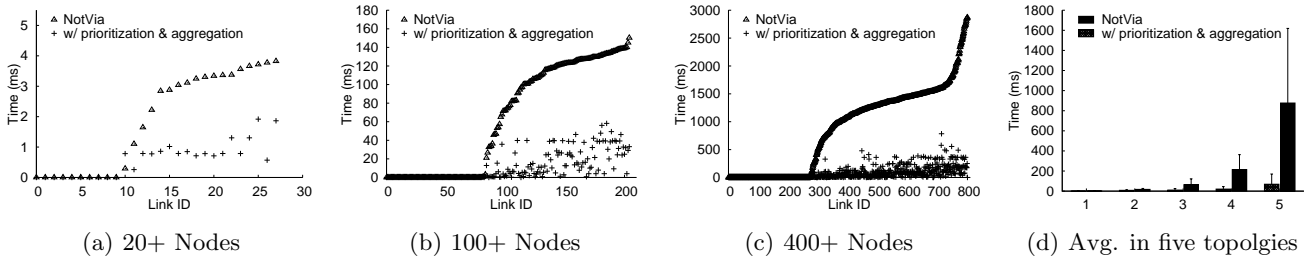 NotVia
w/ prioritization & aggregation
Time (ms)
5
4
3
2
1
0
0 5 10 15 20 25 30
Link ID
(a) 20+ Nodes
NotVia
w/ prioritization & aggregation
Time (ms)
180
160
140
120
100
80
60
40
20
0
0 50 100 150 200
Link ID
(b) 100+ Nodes
NotVia
w/ prioritization & aggregation
Time (ms)
3000
2500
2000
1500
1000
500
0
0 100 200 300 400 500 600 700 800
Link ID
(c) 400+ Nodes
NotVia
w/ prioritization & aggregation
Time (ms)
1800
1600
1400
1200
1000
800
600
400
200
0
1 2 3 4 5
(d) Avg. in five topolgies